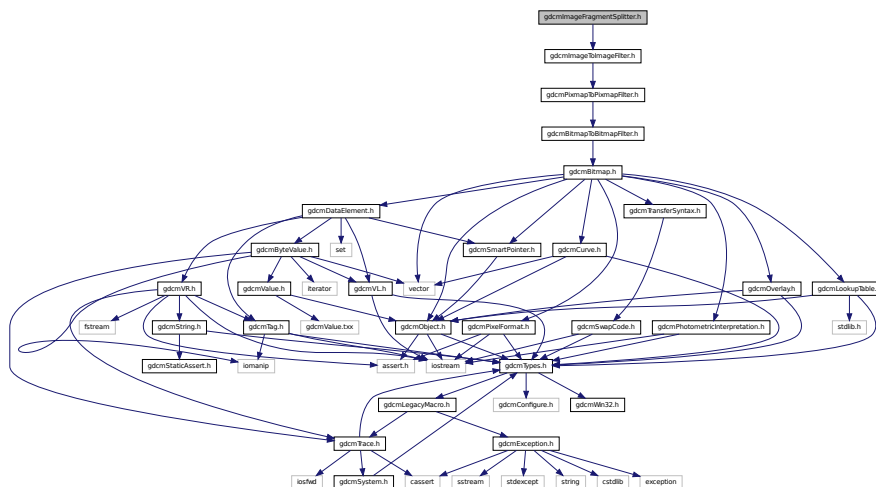 gdcmImageFragmentSplitter.h
gdcmImageToImageFilter.h
gdcmPixmapToPixmapFilter.h
gdcmBitmapToBitmapFilter.h
gdcmBitmap.h
gdcmDataElement.h
gdcmTransferSyntax.h
gdcmByteValue.h
set
gdcmSmartPointer.h
gdcmCurve.h
gdcmVR.h
gdcmValue.h
iterator
gdcmVL.h
vector
gdcmOverlay.h
gdcmLookupTable.
fstream
gdcmString.h
gdcmTag.h
gdcmValue.txx
gdcmObject.h
gdcmPixelFormat.h
gdcmSwapCode.h
gdcmPhotometricInterpretation.h
stdlib.h
gdcmStaticAssert.h
iomanip
assert.h
iostream
gdcmTypes.h
gdcmLegacyMacro.h
gdcmConfigure.h
gdcmWin32.h
gdcmTrace.h
gdcmException.h
iosfwd
gdcmSystem.h
cassert
sstream
stdexcept
string
cstdlib
exception